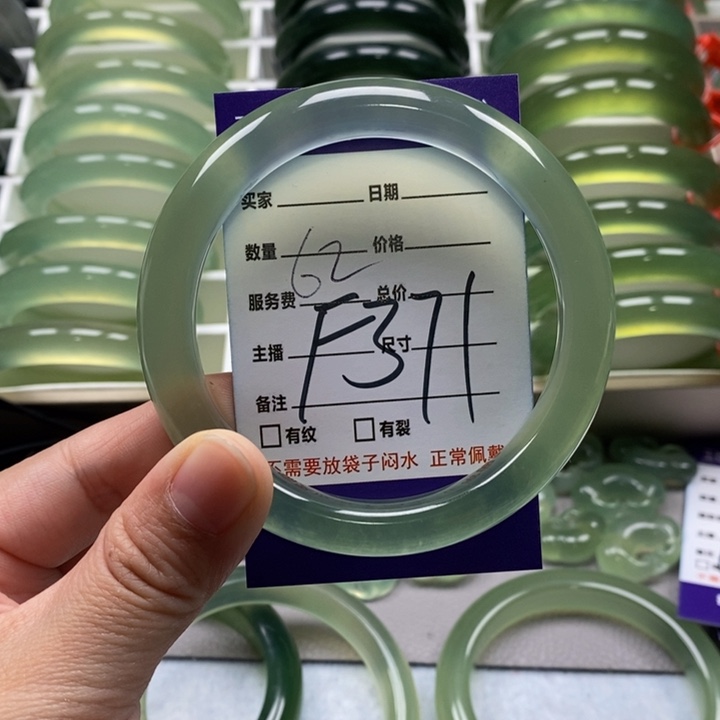 买家 日期
数量 62 价格
服务费 总价
F371
主播 尺寸
备注
□有纹 □有裂
不需要放袋子闷水 正常佩戴